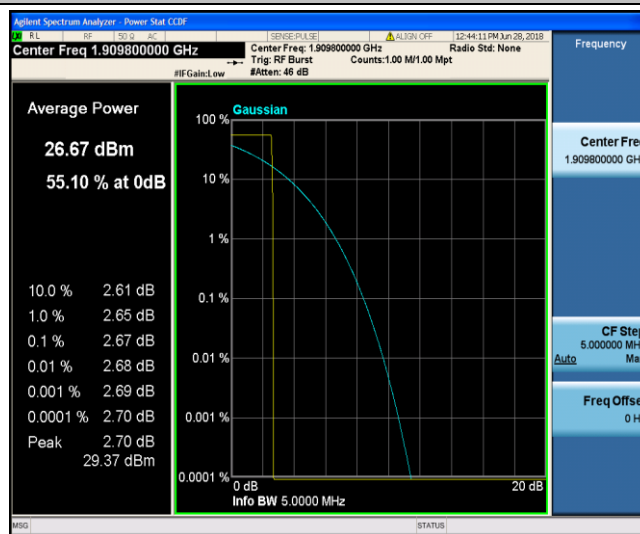 Agilent Spectrum Analyzer - Power Stat CCDF
RL RF 50 Ω AC SENSE:PULSE ALIGN OFF 12:44:11 PM Jun 28, 2018
Center Freq 1.909800000 GHz
Center Freq: 1.909800000 GHz Radio Std: None
Trig: RF Burst Counts:1.00 M/1.00 Mpt
#IFGain:Low #Atten: 46 dB
Frequency
Average Power
26.67 dBm
55.10 % at 0dB
10.0 % 2.61 dB
1.0 % 2.65 dB
0.1 % 2.67 dB
0.01 % 2.68 dB
0.001 % 2.69 dB
0.0001 % 2.70 dB
Peak 2.70 dB
29.37 dBm
Gaussian
100 %
10 %
1 %
0.1 %
0.01 %
0.001 %
0.0001 %
0 dB 20 dB
Info BW 5.0000 MHz
Center Fre
1.909800000 GH
CF Ste
5.000000 MH
Auto Ma
Freq Offse
0 H
MSG STATUS